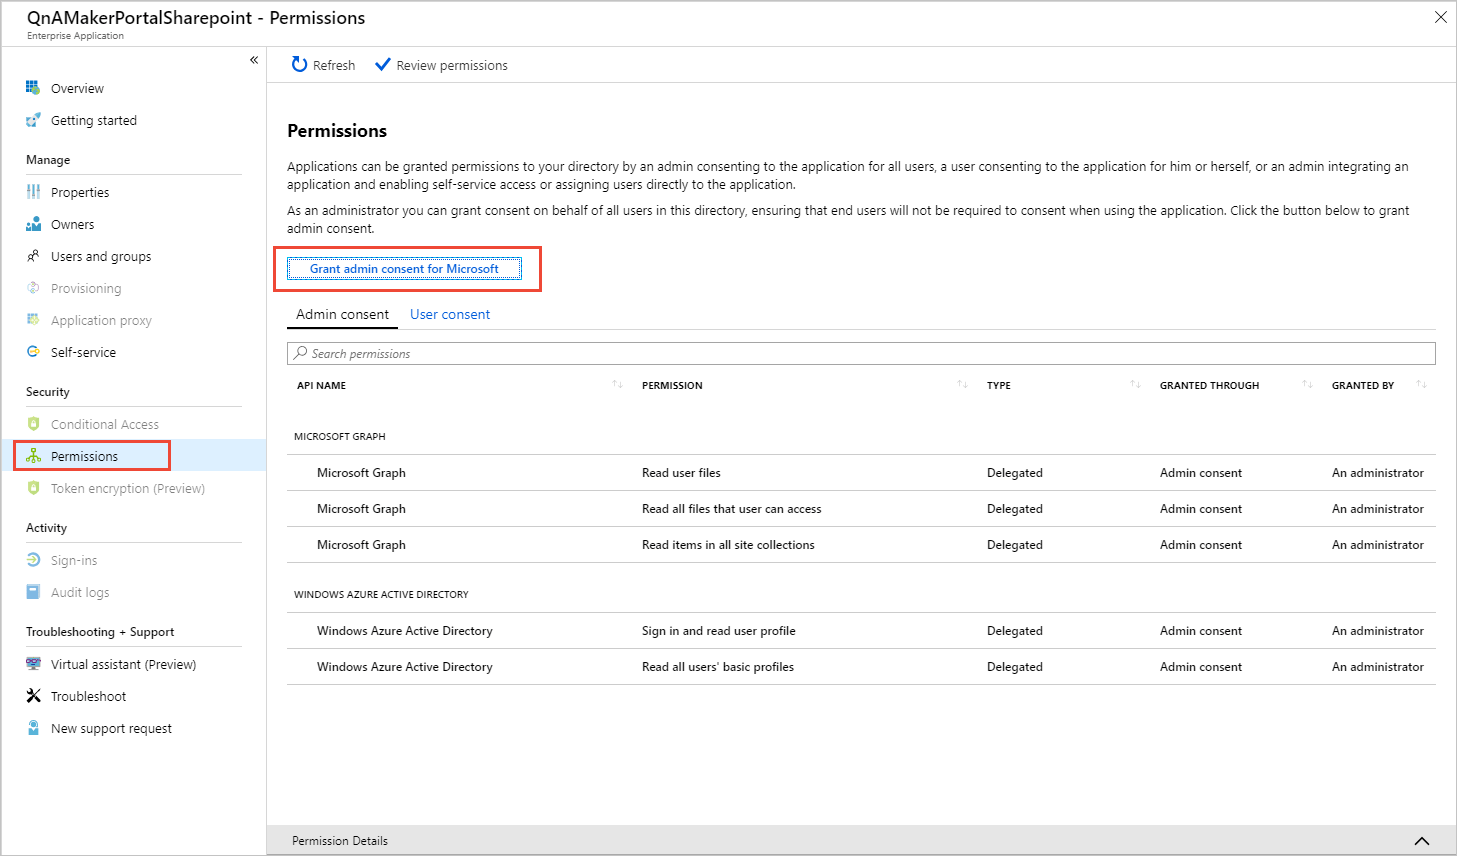 QnAMakerPortalSharepoint - Permissions
Enterprise Application
«
Overview
Getting started
Manage
Properties
Owners
Users and groups
Provisioning
Application proxy
Self-service
Security
Conditional Access
Permissions
Token encryption (Preview)
Activity
Sign-ins
Audit logs
Troubleshooting + Support
Virtual assistant (Preview)
Troubleshoot
New support request
Refresh
Review permissions
Permissions
Applications can be granted permissions to your directory by an admin consenting to the application for all users, a user consenting to the application for him or herself, or an admin integrating an
application and enabling self-service access or assigning users directly to the application.
As an administrator you can grant consent on behalf of all users in this directory, ensuring that end users will not be required to consent when using the application. Click the button below to grant
admin consent.
Grant admin consent for Microsoft
Admin consent User consent
Search permissions
API NAME PERMISSION TYPE GRANTED THROUGH GRANTED BY
MICROSOFT GRAPH
Microsoft Graph Read user files Delegated Admin consent An administrator
Microsoft Graph Read all files that user can access Delegated Admin consent An administrator
Microsoft Graph Read items in all site collections Delegated Admin consent An administrator
WINDOWS AZURE ACTIVE DIRECTORY
Windows Azure Active Directory Sign in and read user profile Delegated Admin consent An administrator
Windows Azure Active Directory Read all users' basic profiles Delegated Admin consent An administrator
Permission Details